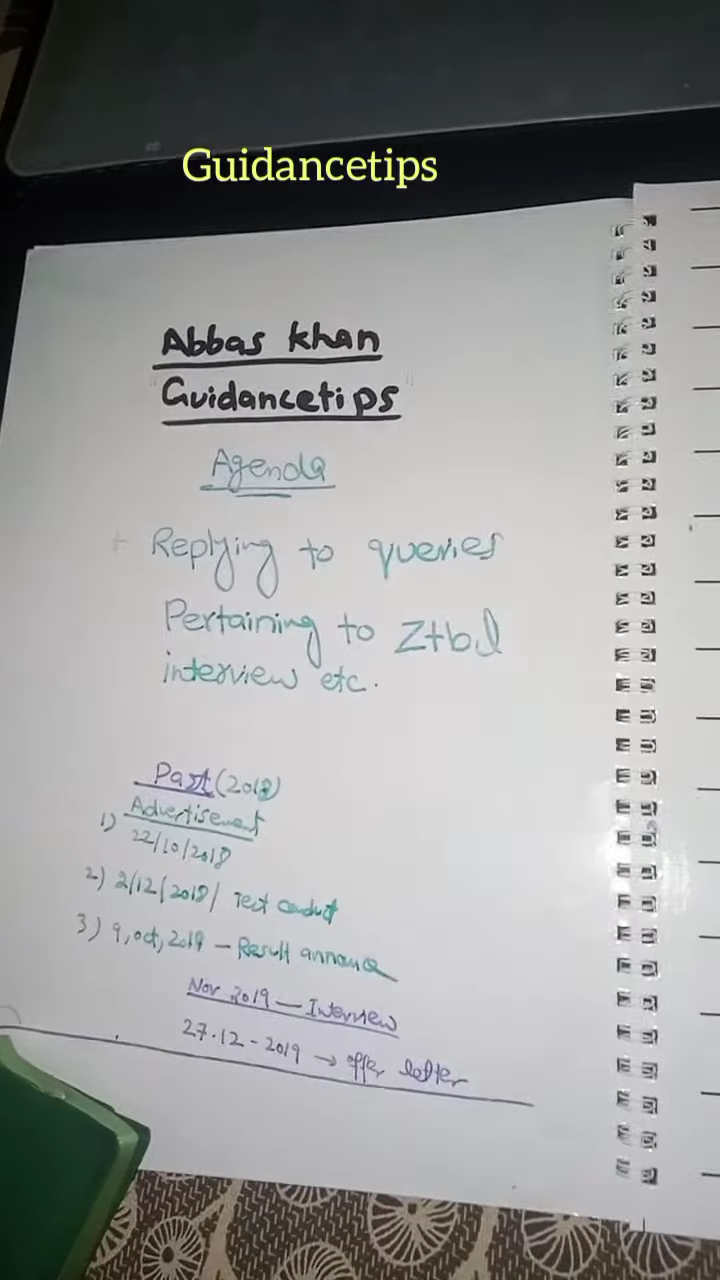 Guidancetips
Abbas khan
"Guidancetips"
Agenda
Replying to queries
Pertaining to Ztbl
interview etc.
Past (2018)
Advertisement
1) 22/10/2018
2) 2/12/2018/ Test conduct
3) 9, oct, 2019 - Result announce
Nov 2019 - Interview
27.12-2019 → offer letter